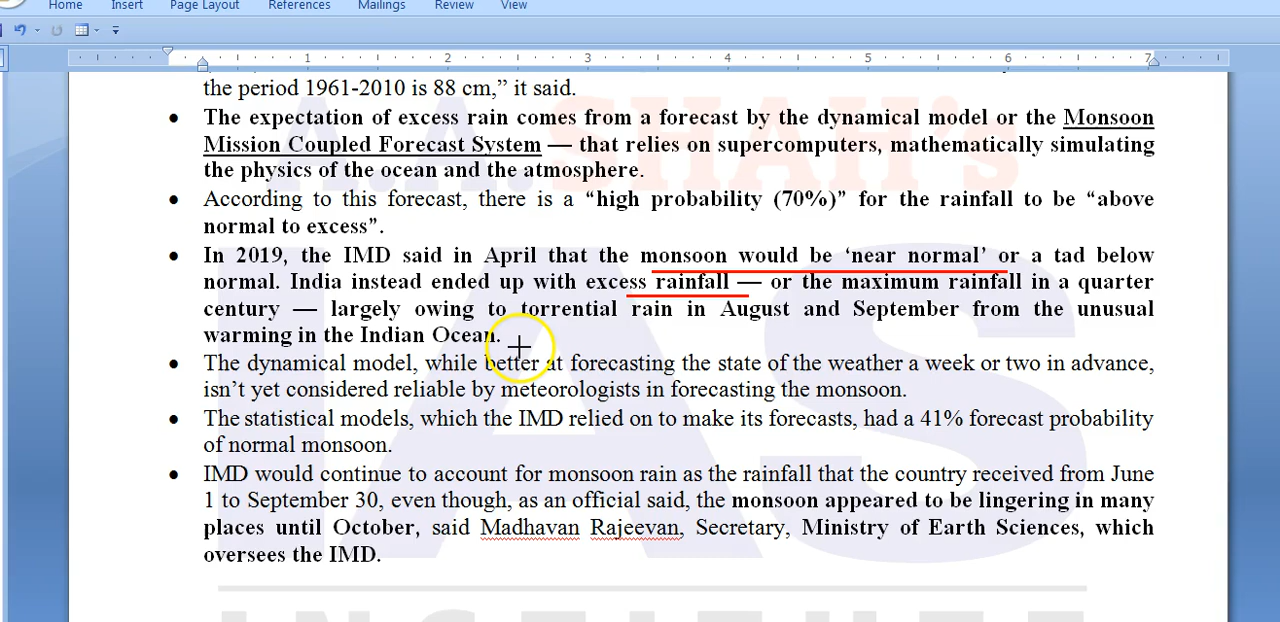 Home Insert Page Layout References Mailings Review View
1 2 3 4 5 6 7
the period 1961-2010 is 88 cm,” it said.
• The expectation of excess rain comes from a forecast by the dynamical model or the Monsoon
Mission Coupled Forecast System — that relies on supercomputers, mathematically simulating
the physics of the ocean and the atmosphere.
• According to this forecast, there is a “high probability (70%)” for the rainfall to be “above
normal to excess”.
• In 2019, the IMD said in April that the monsoon would be ‘near normal’ or a tad below
normal. India instead ended up with excess rainfall — or the maximum rainfall in a quarter
century — largely owing to torrential rain in August and September from the unusual
warming in the Indian Ocean.
• The dynamical model, while better at forecasting the state of the weather a week or two in advance,
isn’t yet considered reliable by meteorologists in forecasting the monsoon.
• The statistical models, which the IMD relied on to make its forecasts, had a 41% forecast probability
of normal monsoon.
• IMD would continue to account for monsoon rain as the rainfall that the country received from June
1 to September 30, even though, as an official said, the monsoon appeared to be lingering in many
places until October, said Madhavan Rajeevan, Secretary, Ministry of Earth Sciences, which
oversees the IMD.
A.A.SHAH's
IAS
INSTITUTE